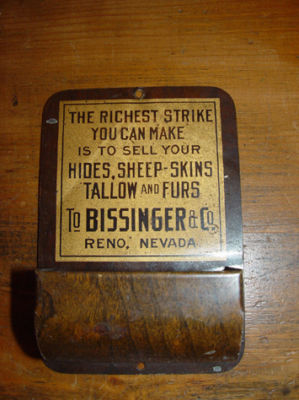 THE RICHEST STRIKE
YOU CAN MAKE
IS TO SELL YOUR
HIDES, SHEEP-SKINS
TALLOW AND FURS
TO BISSINGER & CO.
RENO, NEVADA